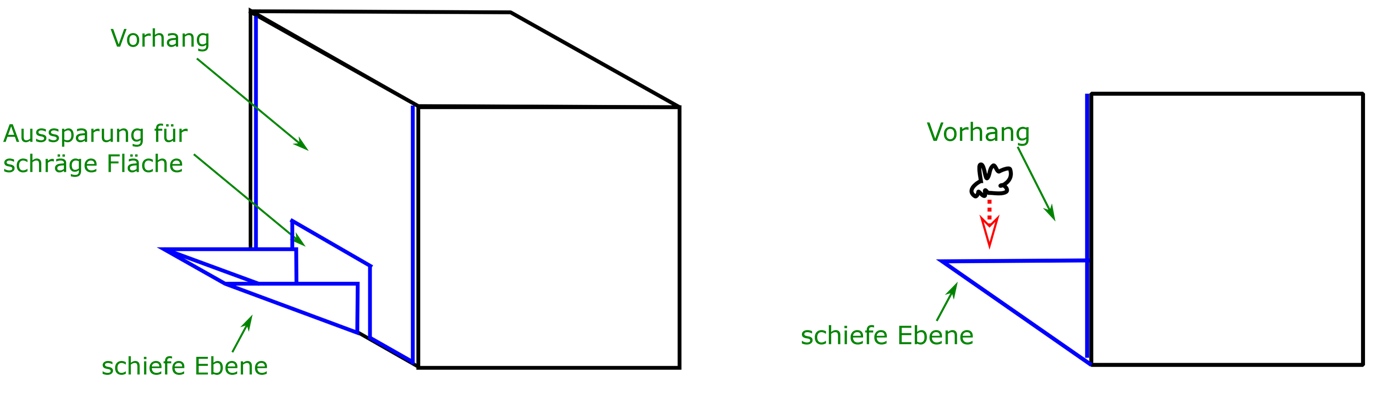 Vorhang
Aussparung für
schräge Fläche
schiefe Ebene
Vorhang
schiefe Ebene